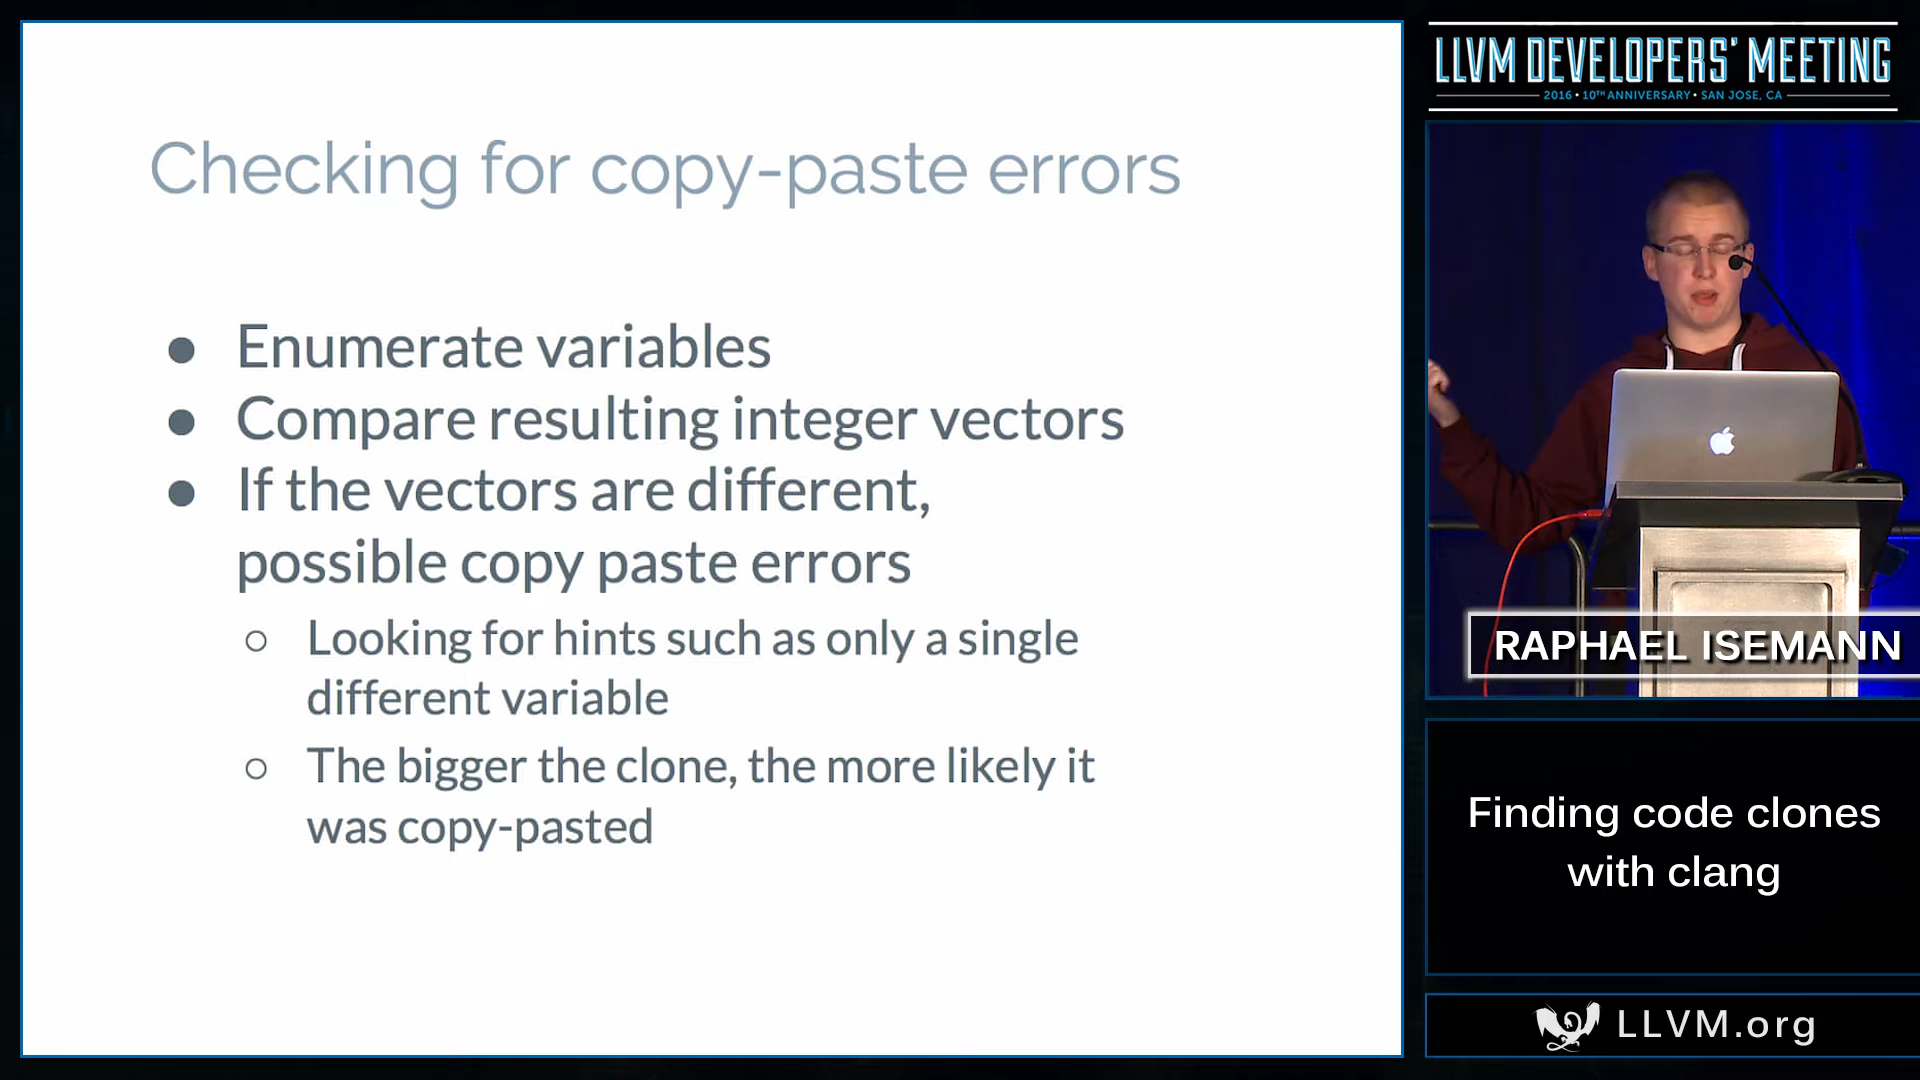 Checking for copy-paste errors
● Enumerate variables
● Compare resulting integer vectors
● If the vectors are different,
possible copy paste errors
○ Looking for hints such as only a single
different variable
○ The bigger the clone, the more likely it
was copy-pasted
LLVM DEVELOPERS' MEETING
2016 • 10TH ANNIVERSARY • SAN JOSE, CA
RAPHAEL ISEMANN
Finding code clones
with clang
LLVM.org